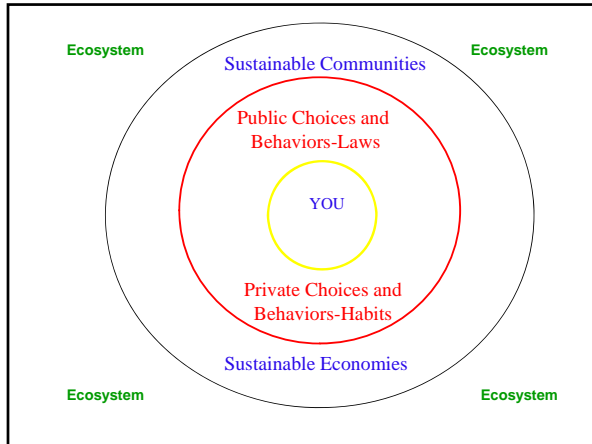 Ecosystem Ecosystem
Sustainable Communities
Public Choices and
Behaviors-Laws
YOU
Private Choices and
Behaviors-Habits
Sustainable Economies
Ecosystem Ecosystem